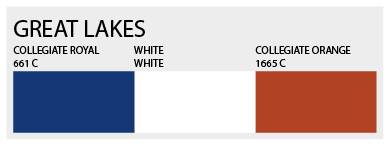 GREAT LAKES
COLLEGIATE ROYAL
661 C
WHITE
WHITE
COLLEGIATE ORANGE
1665 C